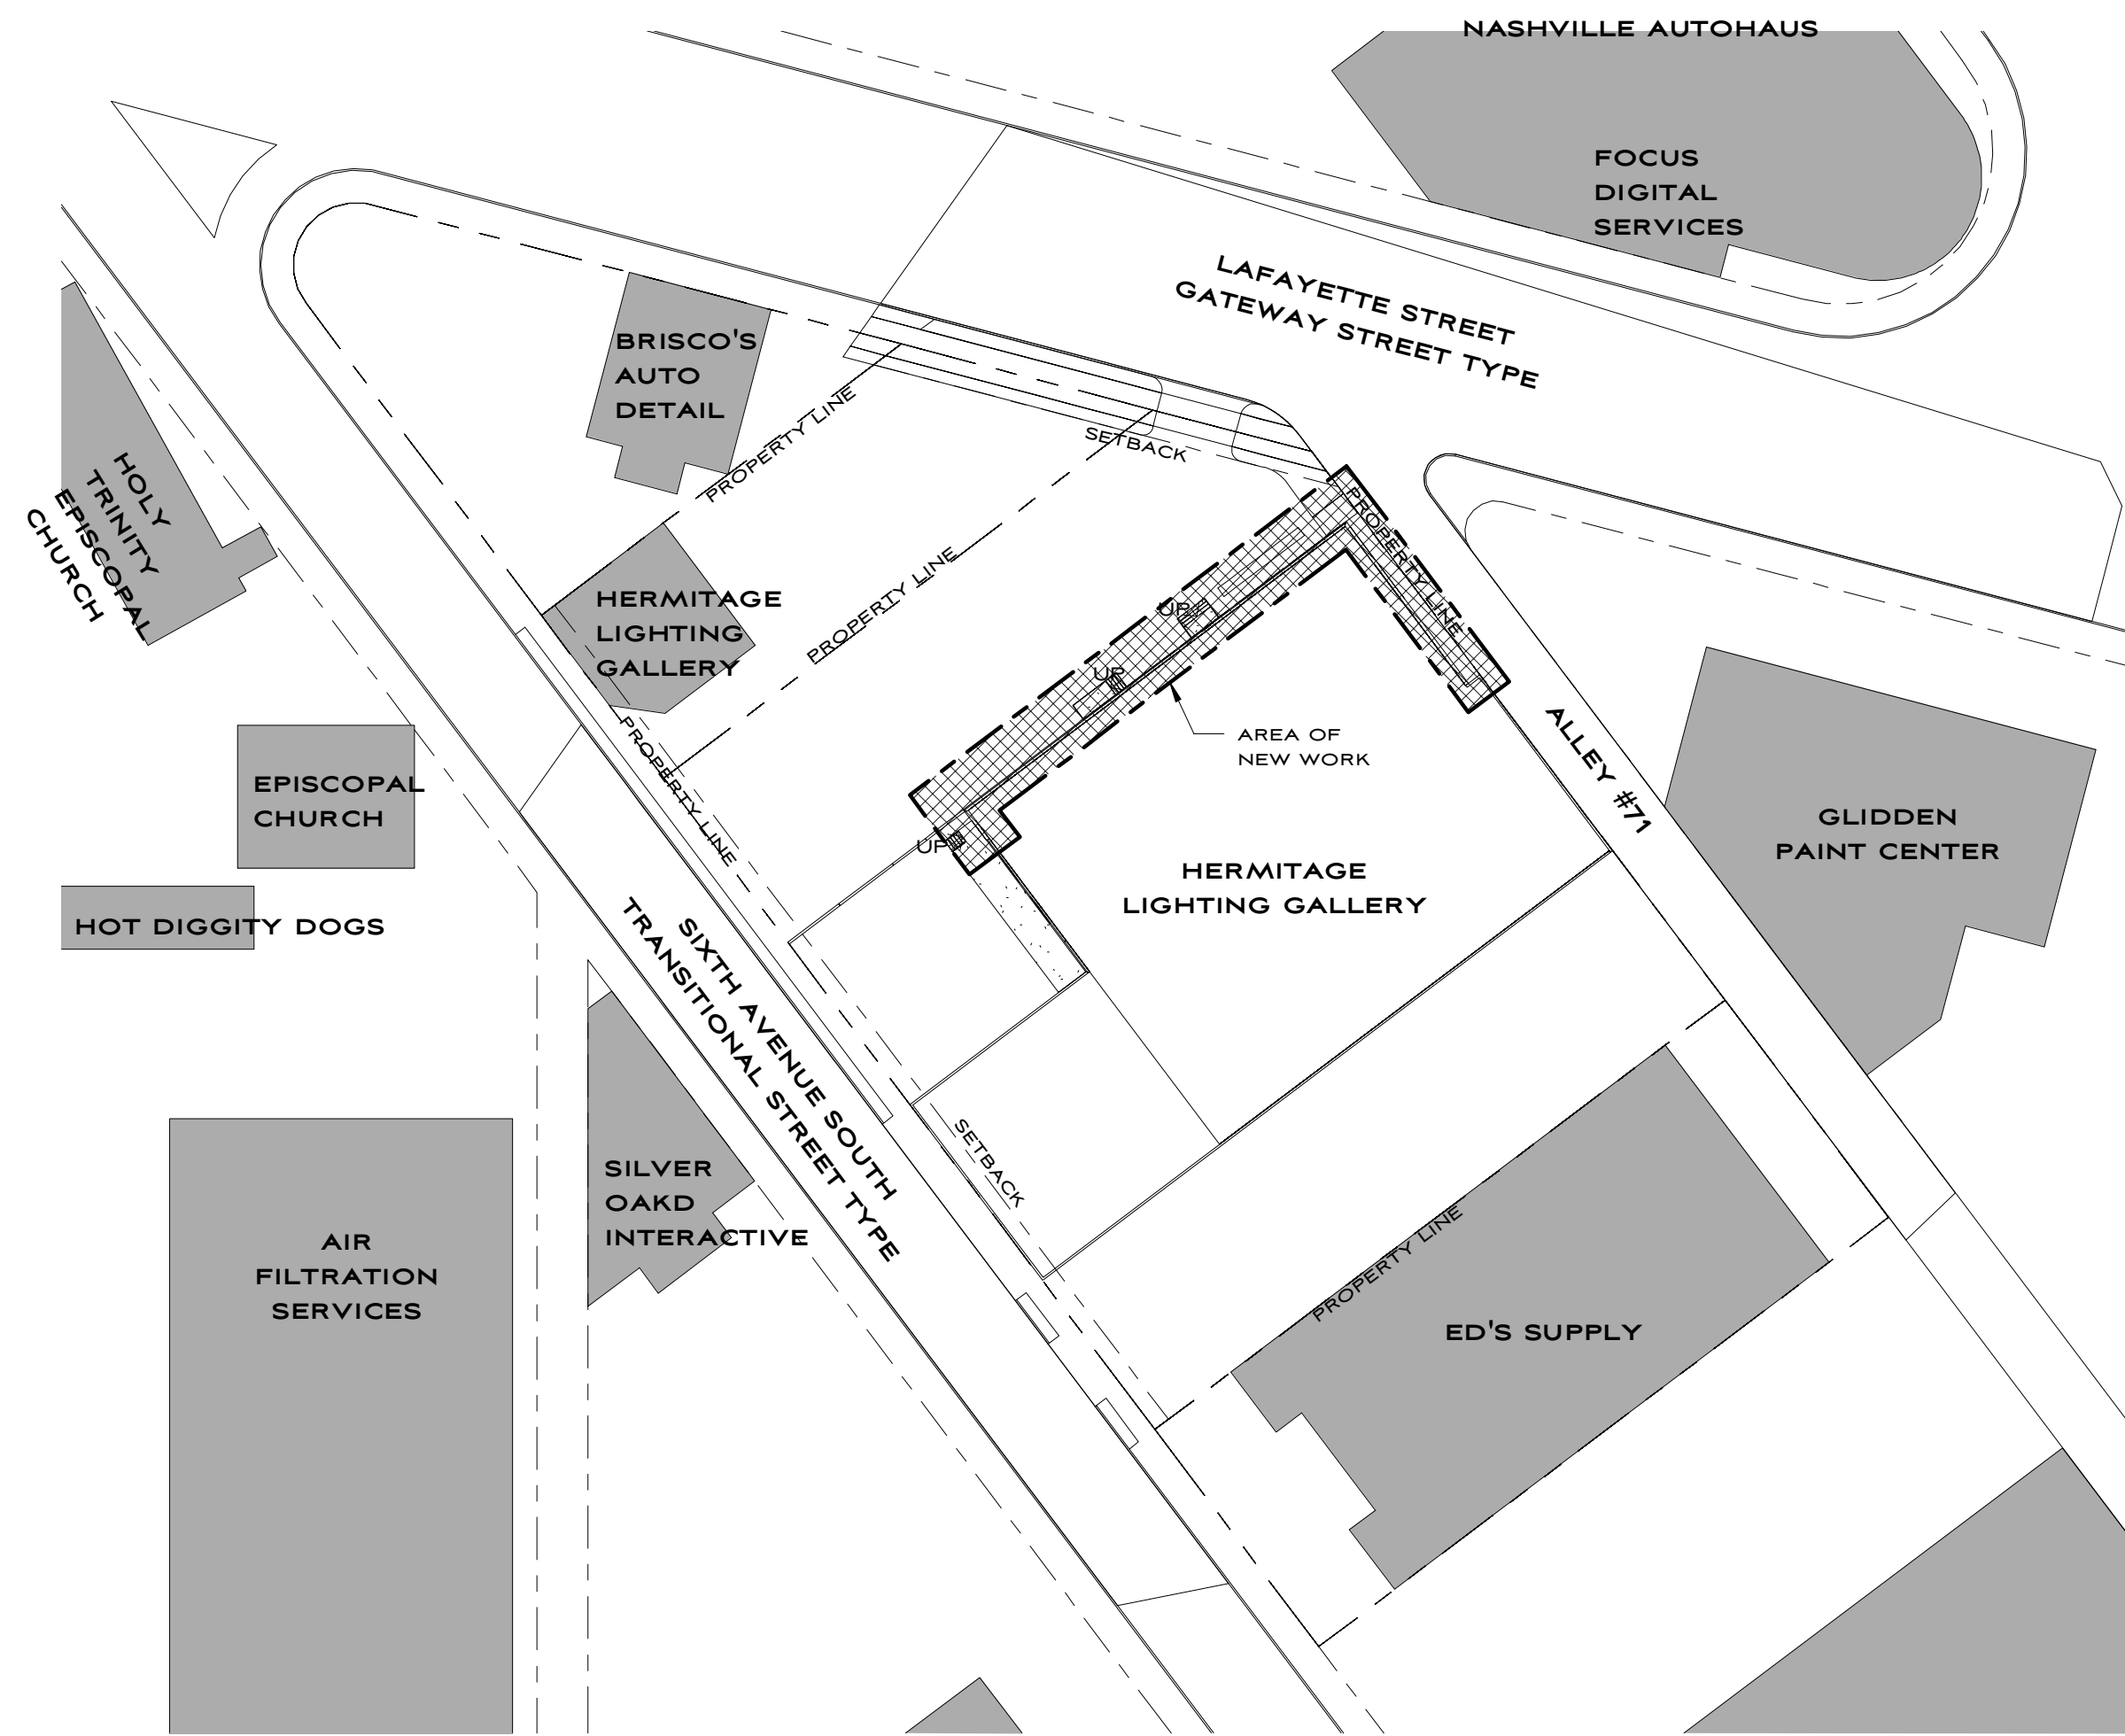 NASHVILLE AUTOHAUS
FOCUS
DIGITAL
SERVICES
LAFAYETTE STREET
GATEWAY STREET TYPE
BRISCO'S
AUTO
DETAIL
PROPERTY LINE
SETBACK
HOLY
TRINITY
EPISCOPAL
CHURCH
PROPERTY LINE
PROPERTY LINE
HERMITAGE
LIGHTING
GALLERY
UP
UP
UP
PROPERTY LINE
AREA OF
NEW WORK
ALLEY #71
EPISCOPAL
CHURCH
HOT DIGGITY DOGS
HERMITAGE
LIGHTING GALLERY
GLIDDEN
PAINT CENTER
SIXTH AVENUE SOUTH
TRANSITIONAL STREET TYPE
SETBACK
SILVER
OAKD
INTERACTIVE
AIR
FILTRATION
SERVICES
PROPERTY LINE
ED'S SUPPLY